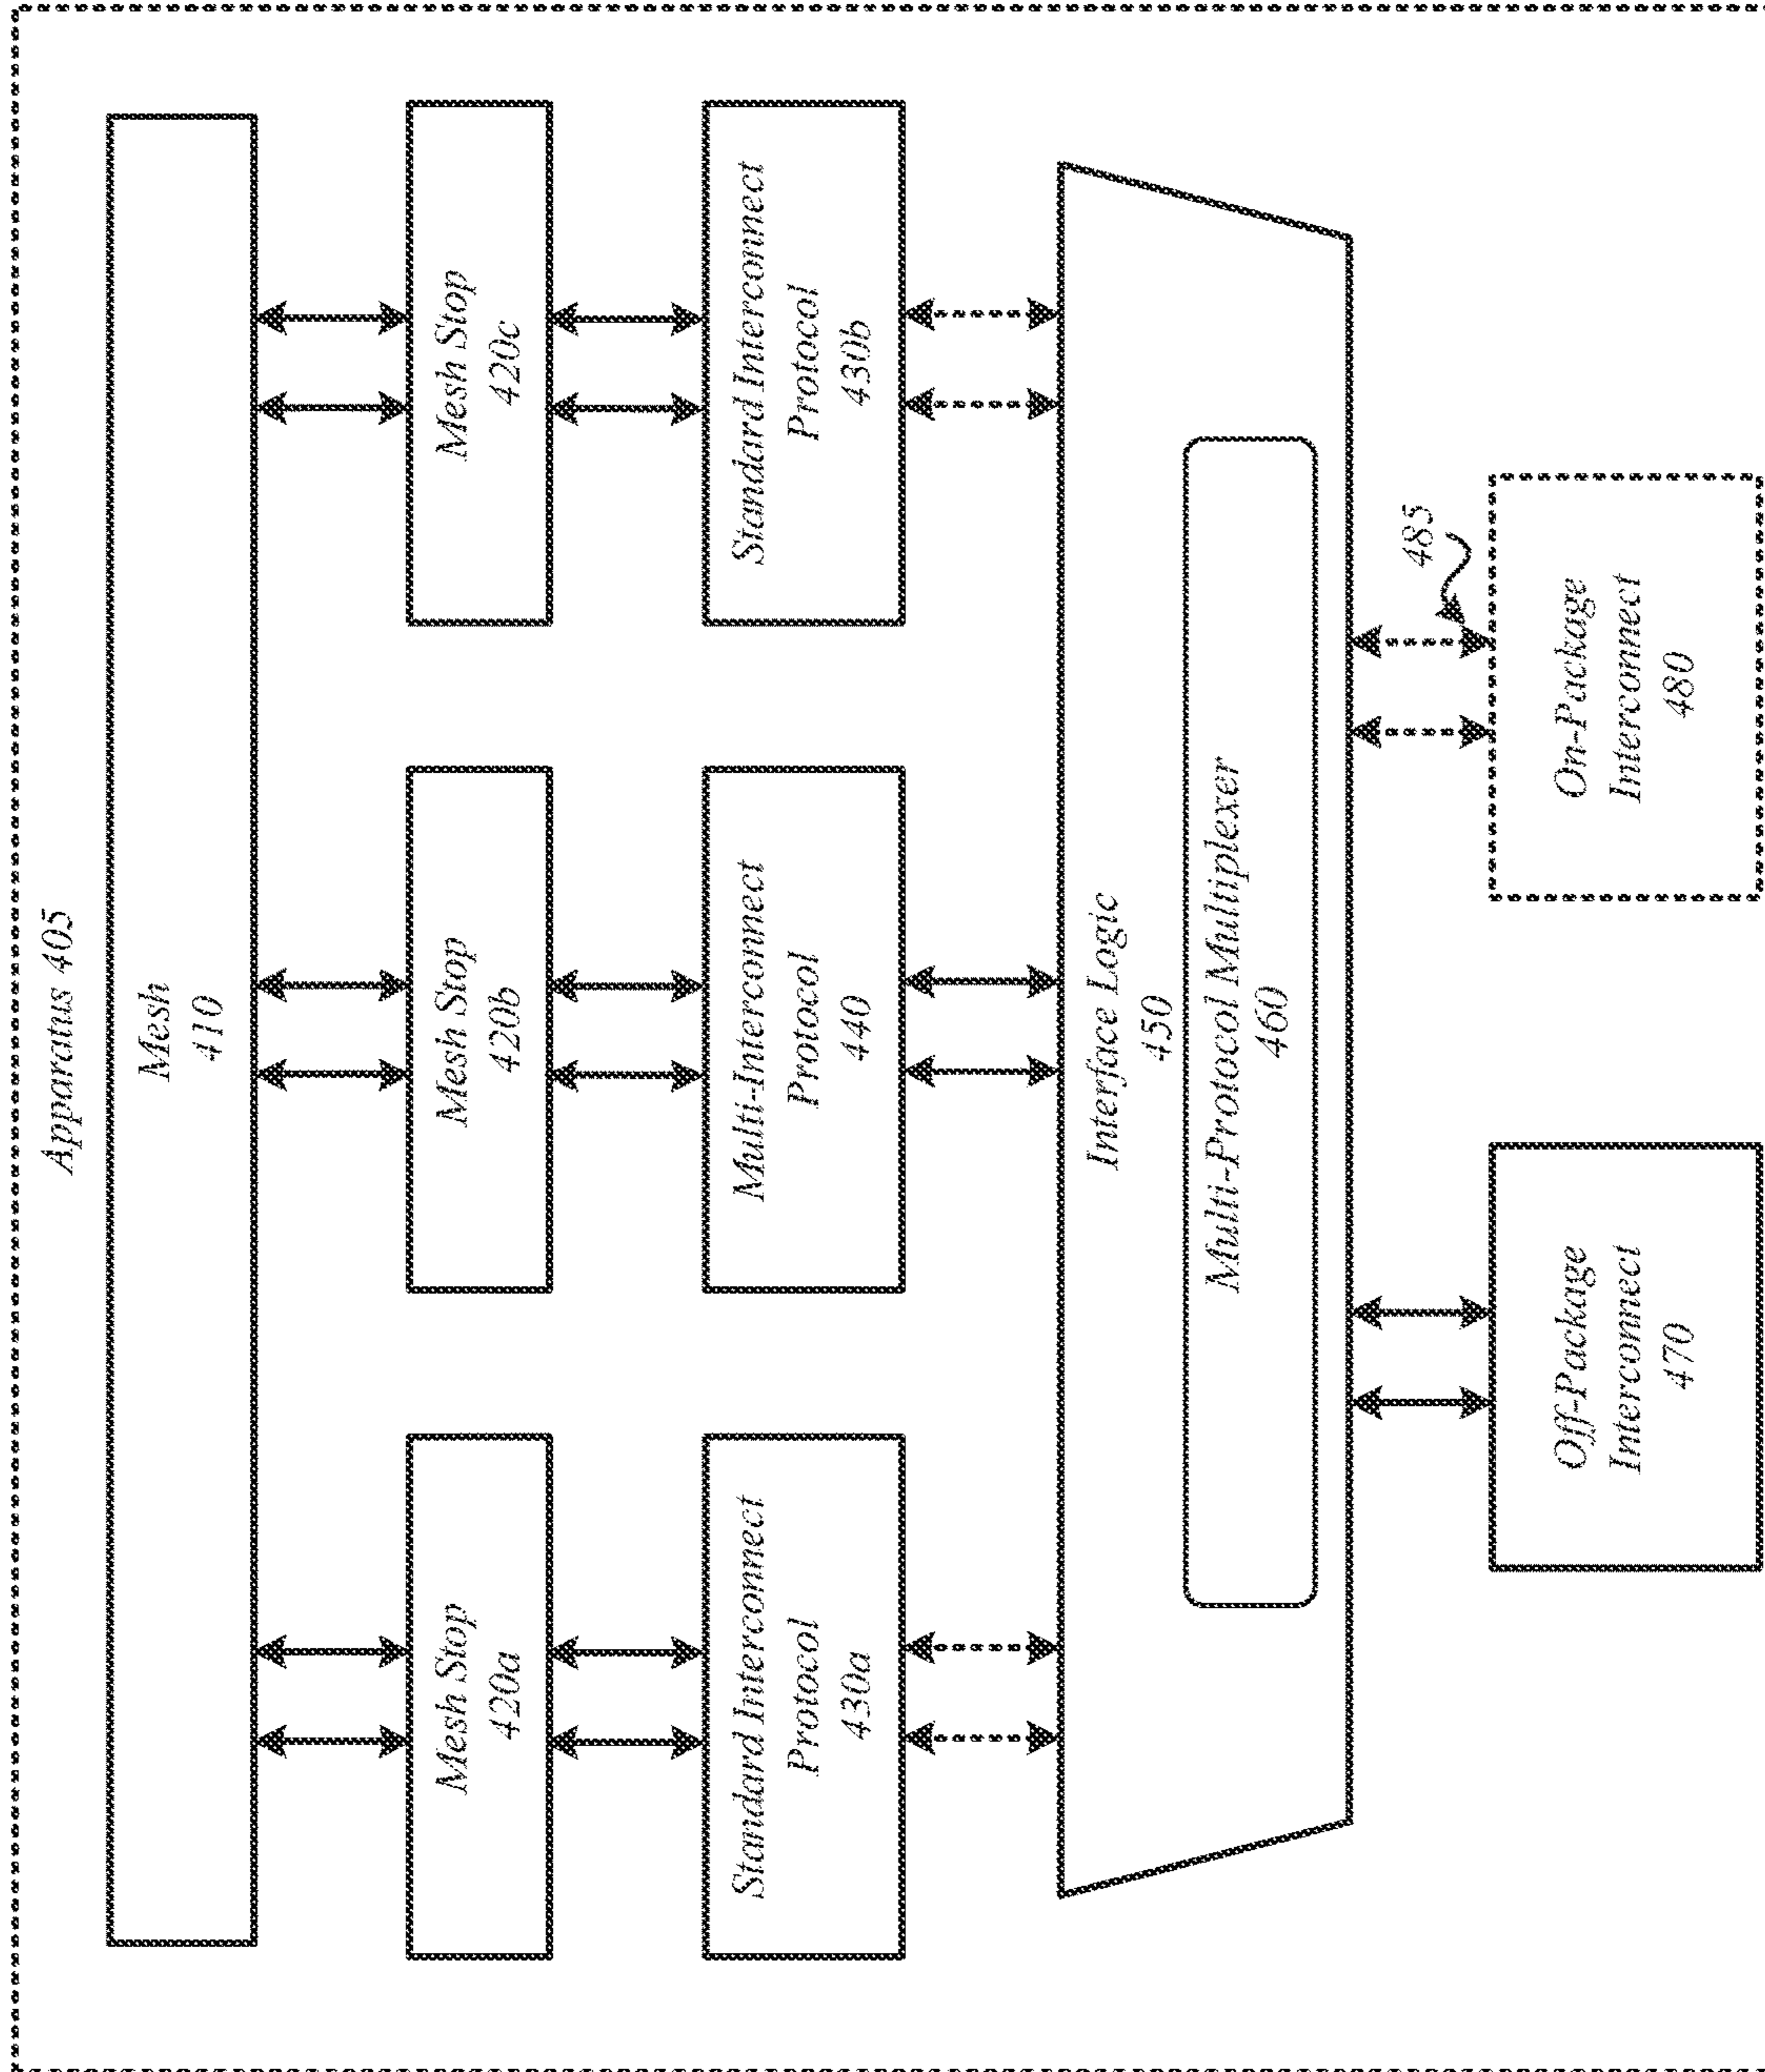 Apparatus 405
Mesh
410
Mesh Stop
420a
Mesh Stop
420b
Mesh Stop
420c
Standard Interconnect
Protocol
430a
Multi-Interconnect
Protocol
440
Standard Interconnect
Protocol
430b
Interface Logic
450
Multi-Protocol Multiplexer
460
485
Off-Package
Interconnect
470
On-Package
Interconnect
480